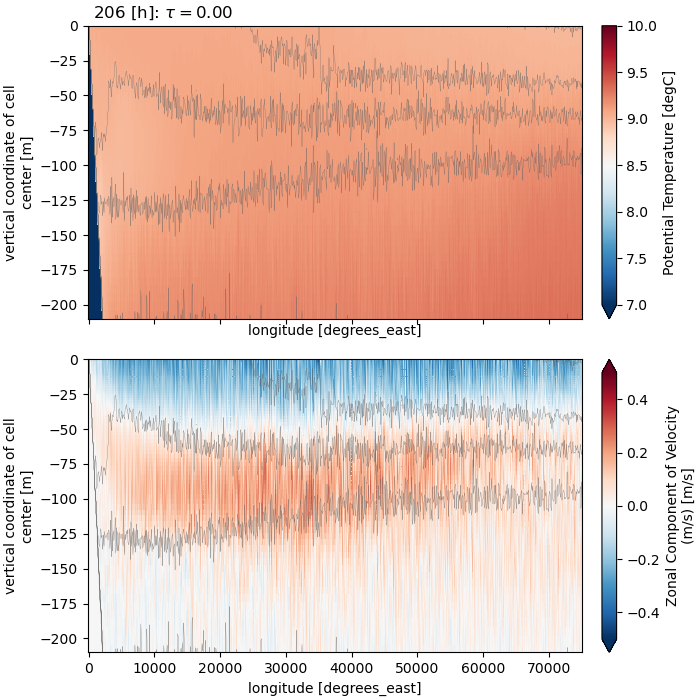 206 [h]: τ = 0.00
0
−25
−50
−75
−100
−125
−150
−175
−200
vertical coordinate of cell
center [m]
longitude [degrees_east]
10.0
9.5
9.0
8.5
8.0
7.5
7.0
Potential Temperature [degC]
0
−25
−50
−75
−100
−125
−150
−175
−200
vertical coordinate of cell
center [m]
0 10000 20000 30000 40000 50000 60000 70000
longitude [degrees_east]
0.4
0.2
0.0
−0.2
−0.4
Zonal Component of Velocity
(m/s) [m/s]